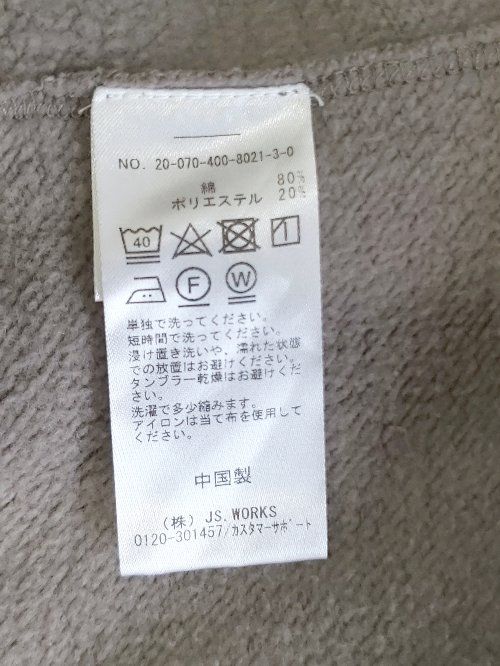 NO. 20-070-400-8021-3-0
綿 80%
ポリエステル 20%
40
F W
単独で洗ってください。
短時間で洗ってください。
浸け置き洗いや、濡れた状態
での放置はお避けください。
タンブラー乾燥はお避けくだ
さい。
洗濯で多少縮みます。
アイロンは当て布を使用して
ください。
中国製
(株) JS.WORKS
0120-301457/カスタマーサポート